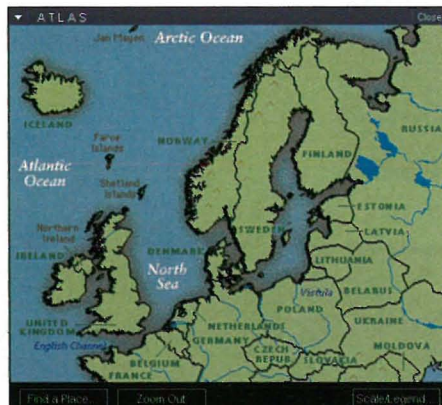 ATLAS Close
Jan Mayen
Arctic Ocean
ICELAND
RUSSIA
Faroe
Islands
NORWAY
FINLAND
Atlantic
Ocean
Shetland
Islands
ESTONIA
Northern
Ireland
SWEDEN
LATVIA
IRELAND
DENMARK
LITHUANIA
North
Sea
Vistula
BELARUS
POLAND
UNITED
KINGDOM
NETHERLANDS
UKRAINE
English Channel
GERMANY
CZECH
REPUB.
MOLDOVA
BELGIUM
SLOVAKIA
FRANCE
Find a Place... Zoom Out Scale/Legend...